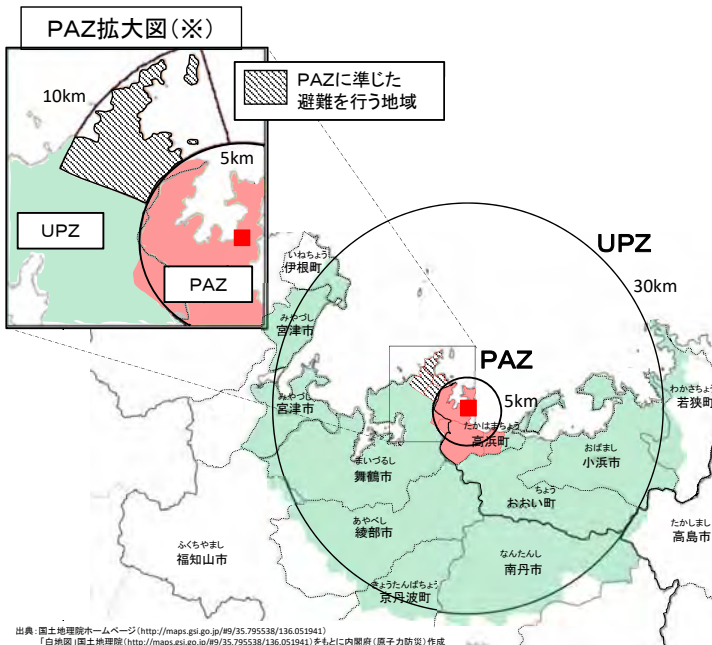 PAZ拡大図(※)
PAZに準じた
避難を行う地域
10km
5km
UPZ
PAZ
UPZ
30km
いねちょう
伊根町
みやづし
宮津市
PAZ
5km
みやづし
宮津市
わかさちょう
若狭町
たかはまちょう
高浜町
おばまし
小浜市
まいづるし
舞鶴市
ちょう
おおい町
あやべし
綾部市
たかしまし
高島市
ふくちやまし
福知山市
なんたんし
南丹市
きょうたんばちょう
京丹波町
出典:国土地理院ホームページ(http://maps.gsi.go.jp/#9/35.795538/136.051941)
「白地図」国土地理院(http://maps.gsi.go.jp/#9/35.795538/136.051941)をもとに内閣府(原子力防災)作成